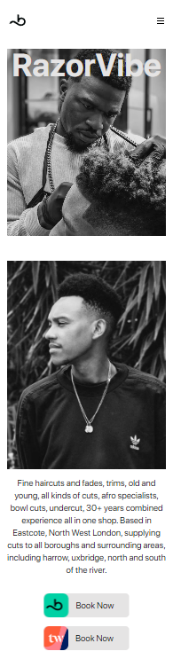 RazorVibe
Fine haircuts and fades, trims, old and
young, all kinds of cuts, afro specialists,
bowl cuts, undercut, 30+ years combined
experience all in one shop. Based in
Eastcote, North West London, supplying
cuts to all boroughs and surrounding areas,
including harrow, uxbridge, north and south
of the river.
Book Now
tw
Book Now